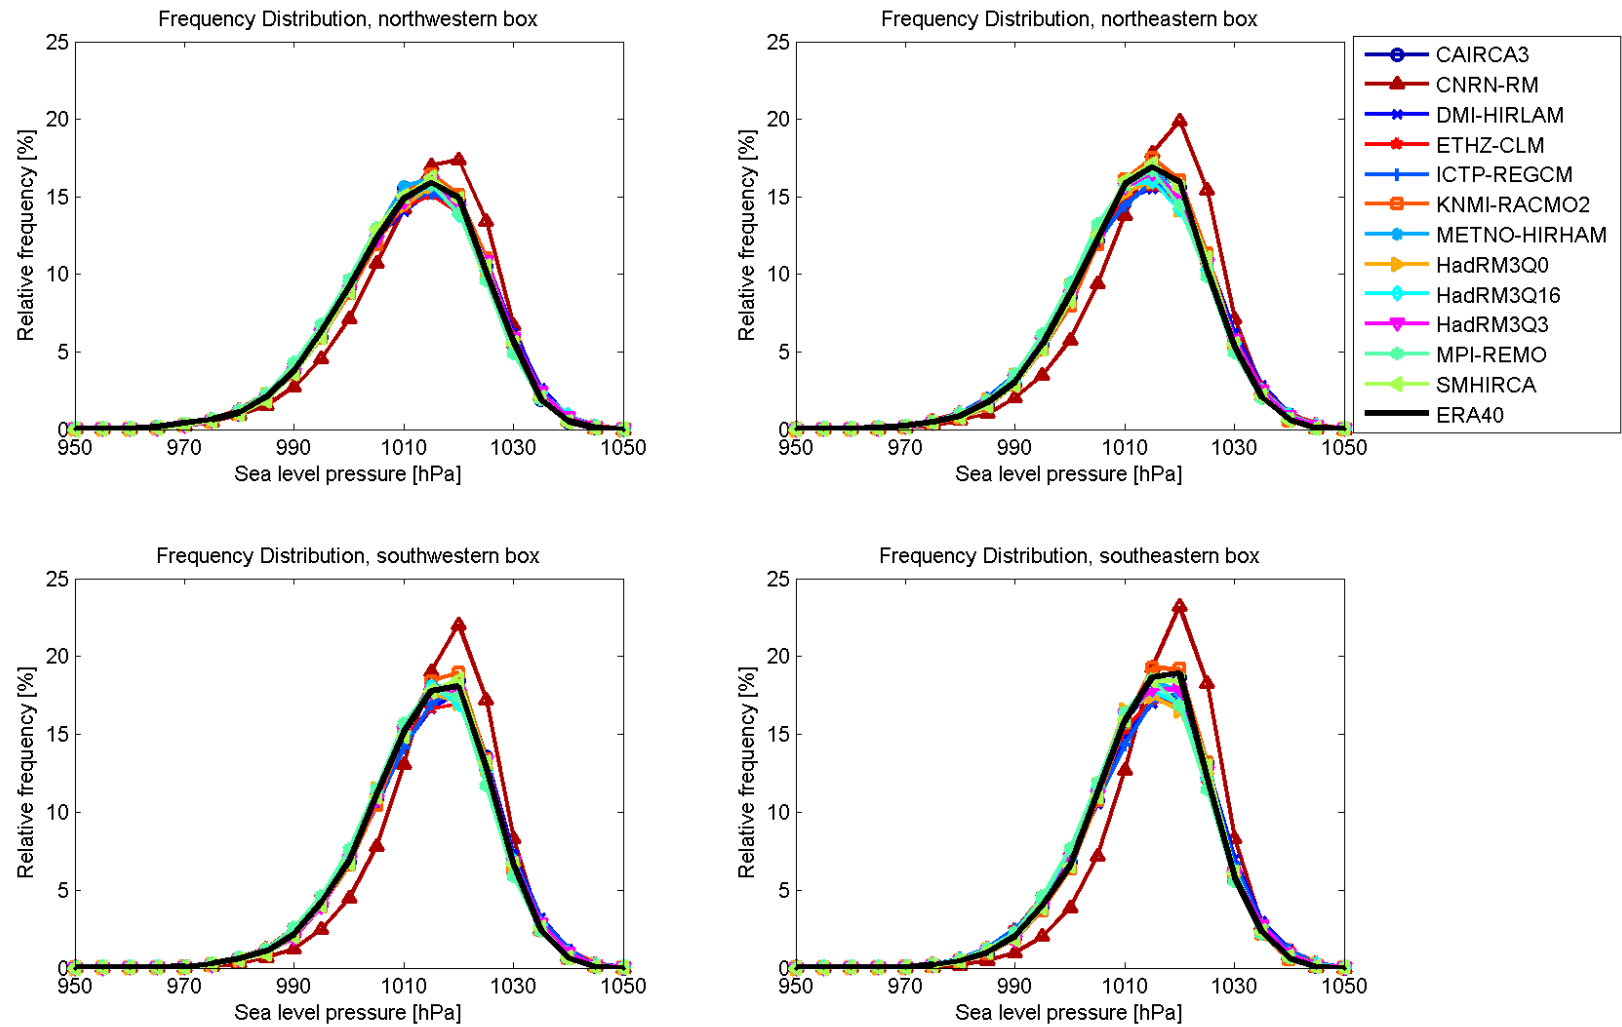 Frequency Distribution, northwestern box
25
20
15
10
5
0
Relative frequency [%]
950
970
990
1010
1030
1050
Sea level pressure [hPa]
Frequency Distribution, northeastern box
25
20
15
10
5
0
Relative frequency [%]
950
970
990
1010
1030
1050
Sea level pressure [hPa]
CAIRCA3
CNRN-RM
DMI-HIRLAM
ETHZ-CLM
ICTP-REGCM
KNMI-RACMO2
METNO-HIRHAM
HadRM3Q0
HadRM3Q16
HadRM3Q3
MPI-REMO
SMHIRCA
ERA40
Frequency Distribution, southwestern box
25
20
15
10
5
0
Relative frequency [%]
950
970
990
1010
1030
1050
Sea level pressure [hPa]
Frequency Distribution, southeastern box
25
20
15
10
5
0
Relative frequency [%]
950
970
990
1010
1030
1050
Sea level pressure [hPa]